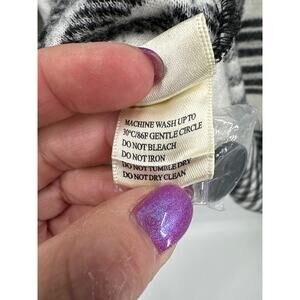 MACHINE WASH UP TO
30°C/86F GENTLE CIRCLE
DO NOT BLEACH
DO NOT IRON
DO NOT TUMBLE DRY
DO NOT DRY CLEAN